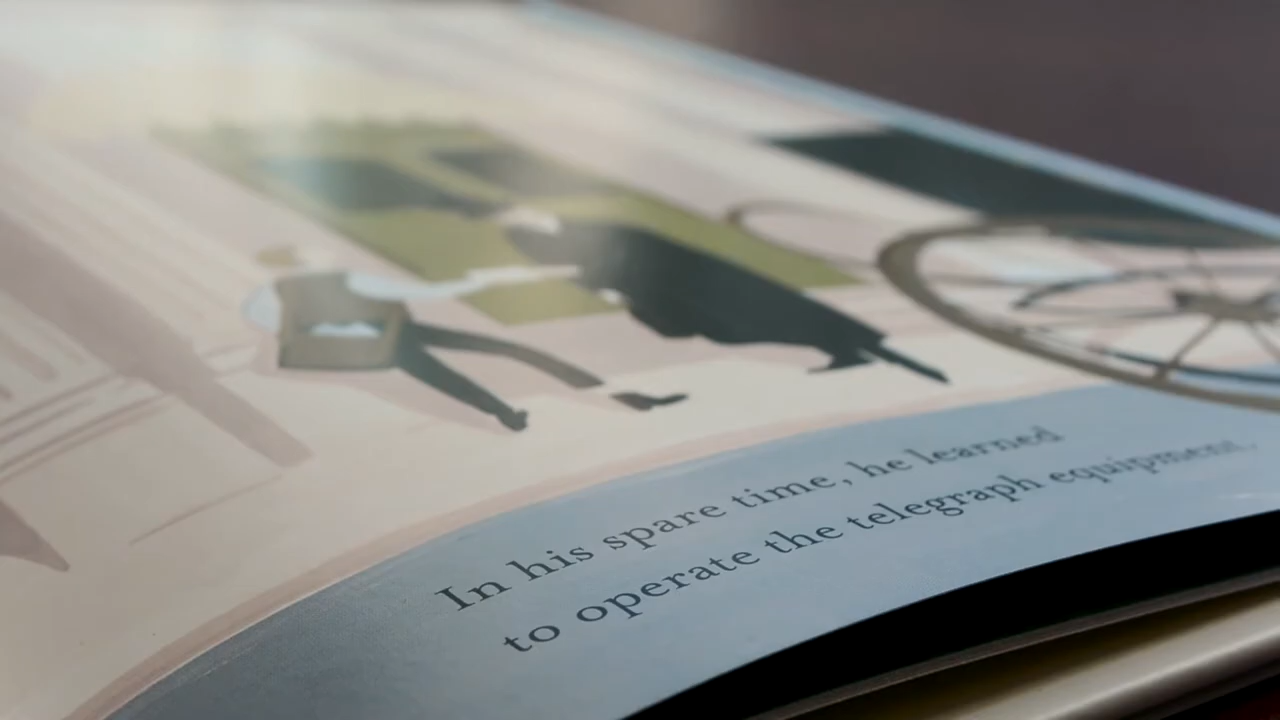 In his spare time, he learned
to operate the telegraph equipment,